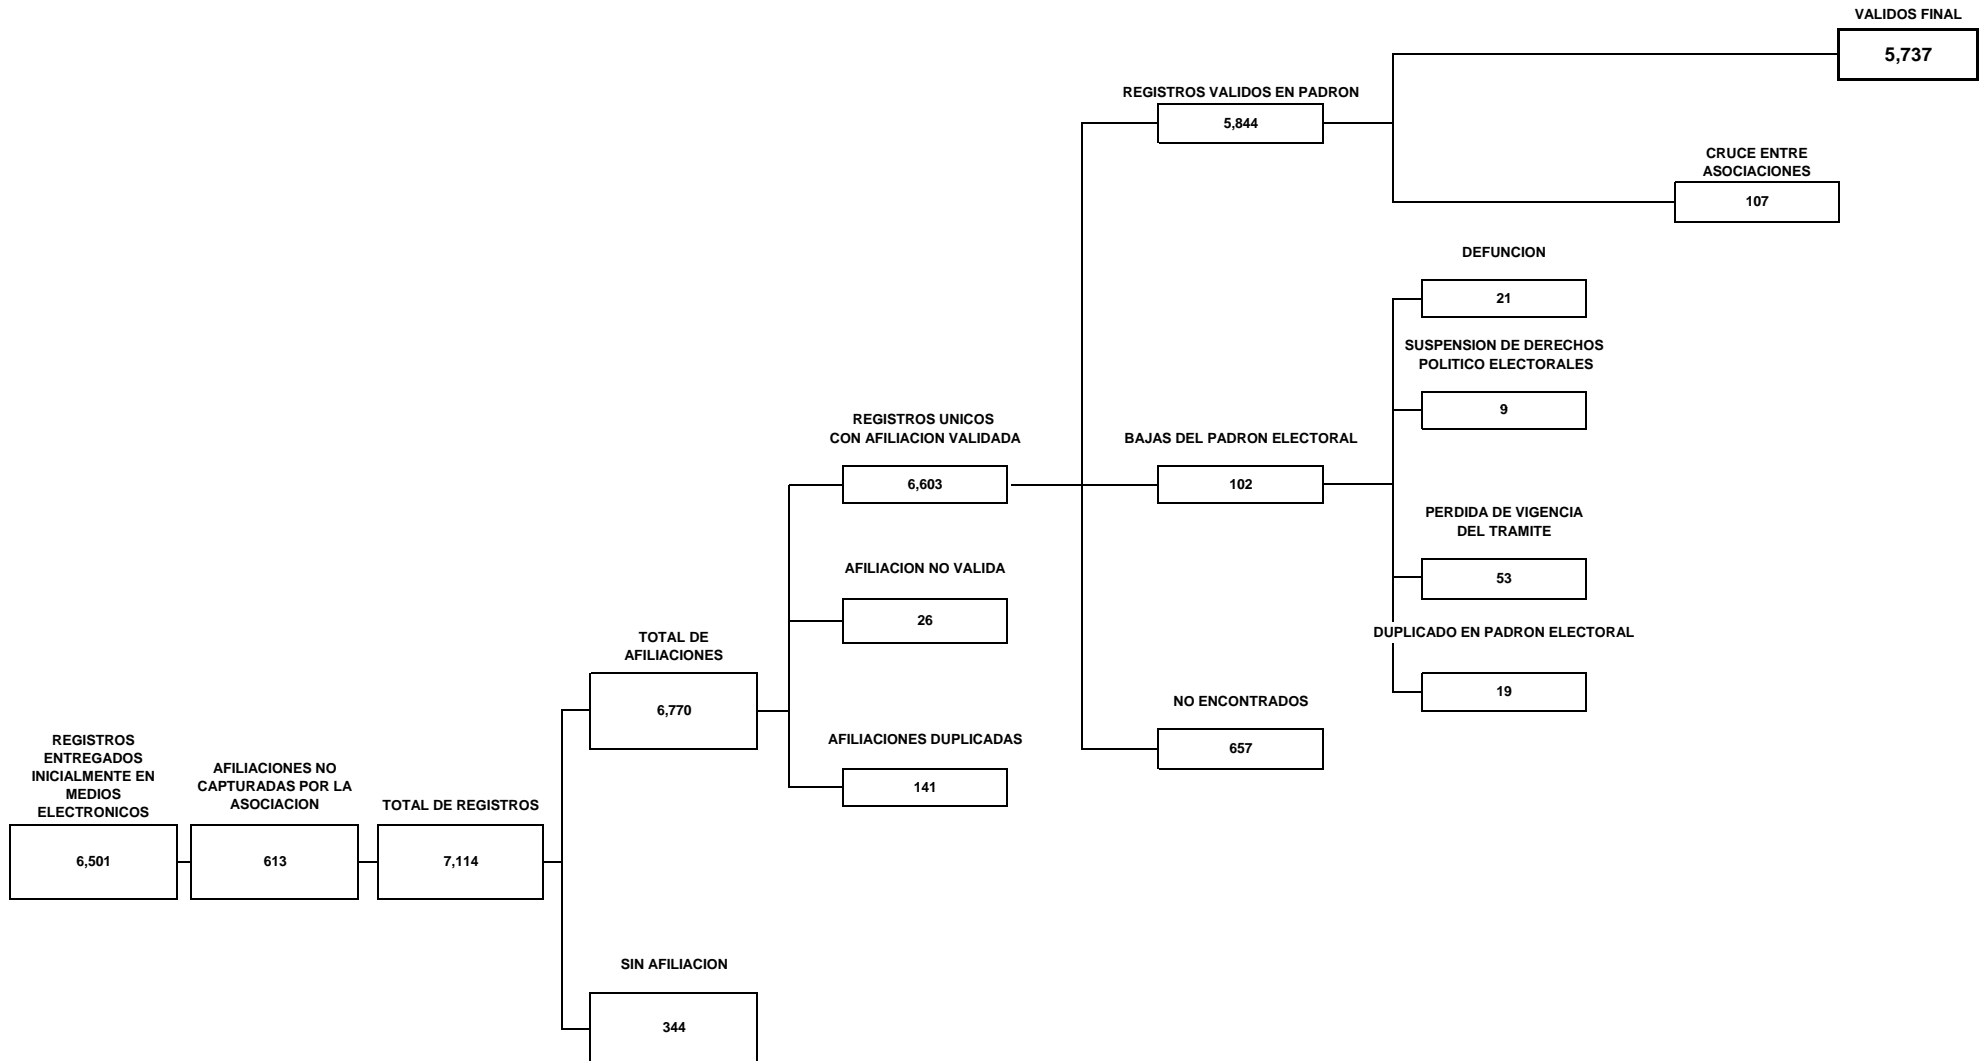 VALIDOS FINAL
5,737
REGISTROS VALIDOS EN PADRON
5,844
CRUCE ENTRE
ASOCIACIONES
107
DEFUNCION
21
SUSPENSION DE DERECHOS
POLITICO ELECTORALES
9
REGISTROS UNICOS
CON AFILIACION VALIDADA
6,603
BAJAS DEL PADRON ELECTORAL
102
PERDIDA DE VIGENCIA
DEL TRAMITE
53
AFILIACION NO VALIDA
26
DUPLICADO EN PADRON ELECTORAL
19
TOTAL DE
AFILIACIONES
6,770
NO ENCONTRADOS
657
AFILIACIONES DUPLICADAS
141
REGISTROS
ENTREGADOS
INICIALMENTE EN
MEDIOS
ELECTRONICOS
6,501
AFILIACIONES NO
CAPTURADAS POR LA
ASOCIACION
613
TOTAL DE REGISTROS
7,114
SIN AFILIACION
344